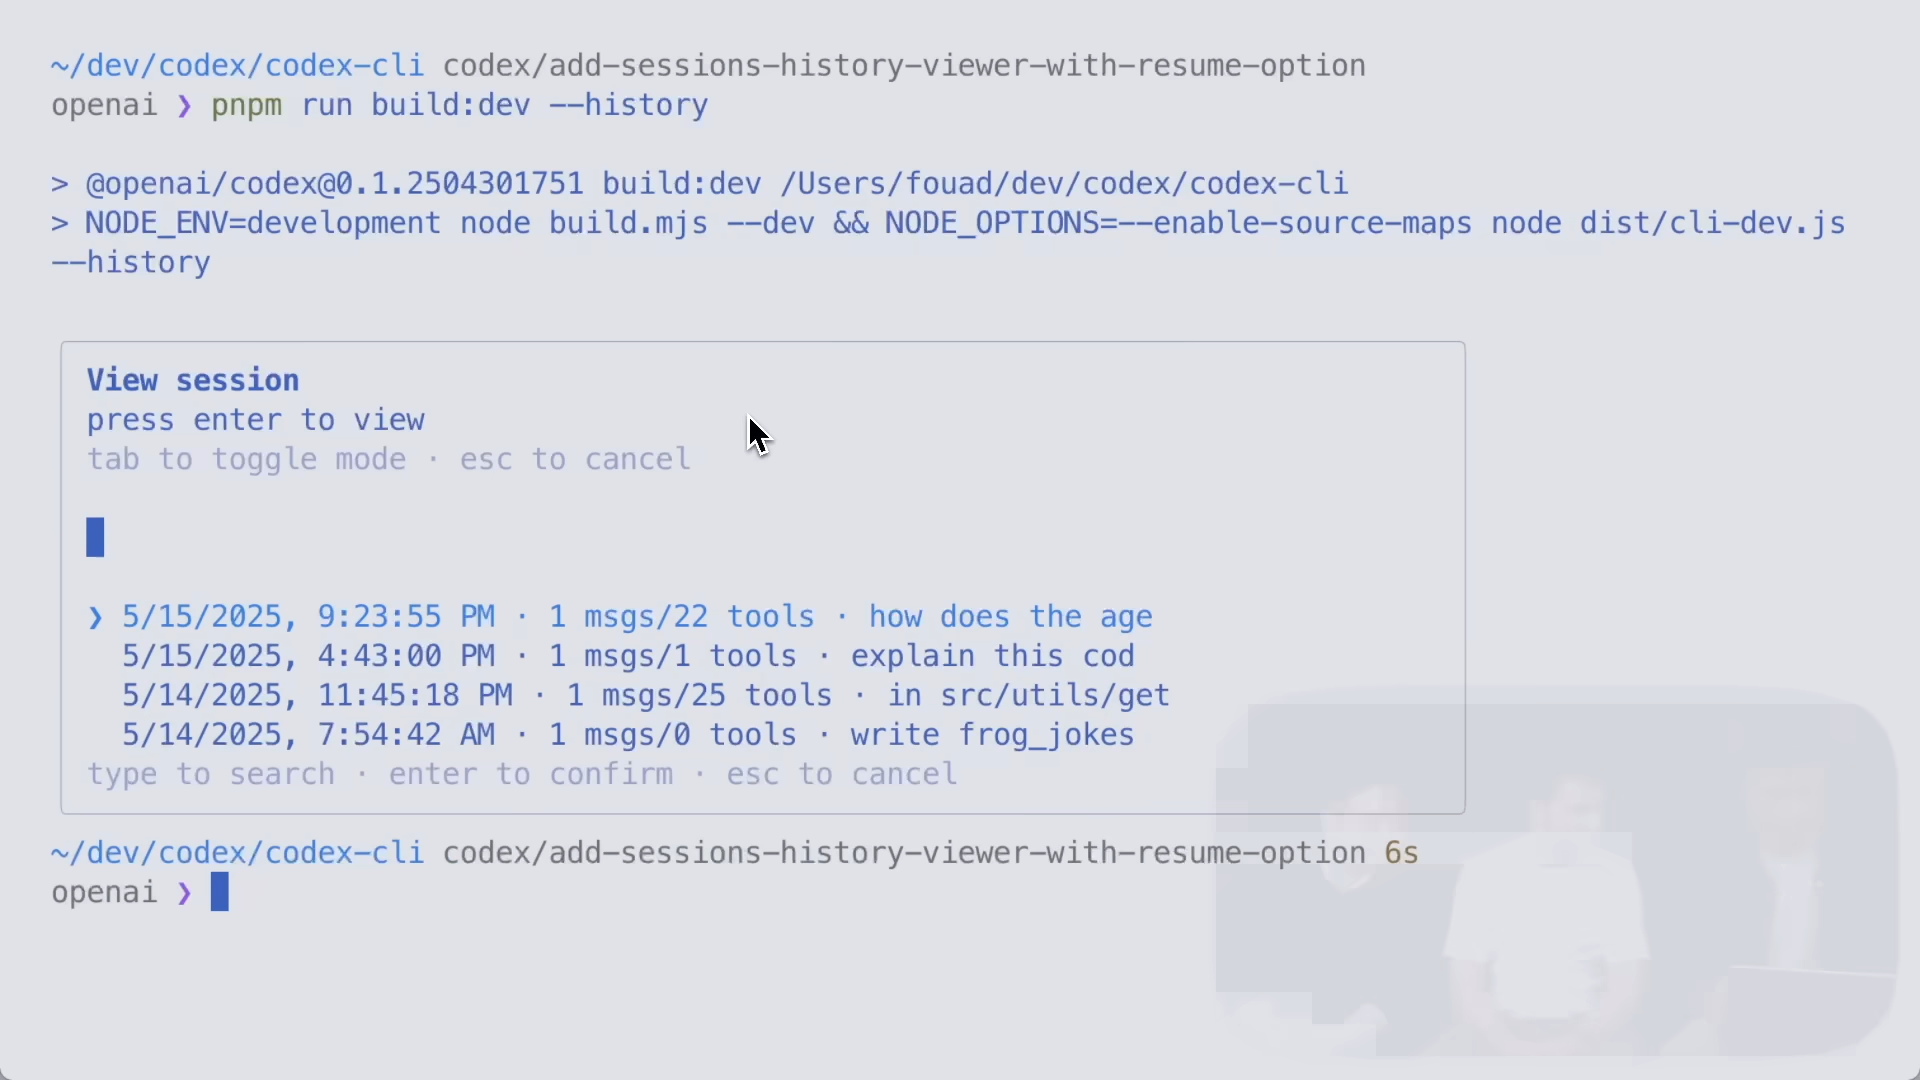 ~/dev/codex/codex-cli codex/add-sessions-history-viewer-with-resume-option
openai ❯ pnpm run build:dev --history
> @openai/codex@0.1.2504301751 build:dev /Users/fouad/dev/codex/codex-cli
> NODE_ENV=development node build.mjs --dev && NODE_OPTIONS=--enable-source-maps node dist/cli-dev.js
--history
View session
press enter to view
tab to toggle mode · esc to cancel
❯ 5/15/2025, 9:23:55 PM · 1 msgs/22 tools · how does the age
5/15/2025, 4:43:00 PM · 1 msgs/1 tools · explain this cod
5/14/2025, 11:45:18 PM · 1 msgs/25 tools · in src/utils/get
5/14/2025, 7:54:42 AM · 1 msgs/0 tools · write frog_jokes
type to search · enter to confirm · esc to cancel
~/dev/codex/codex-cli codex/add-sessions-history-viewer-with-resume-option 6s
openai ❯